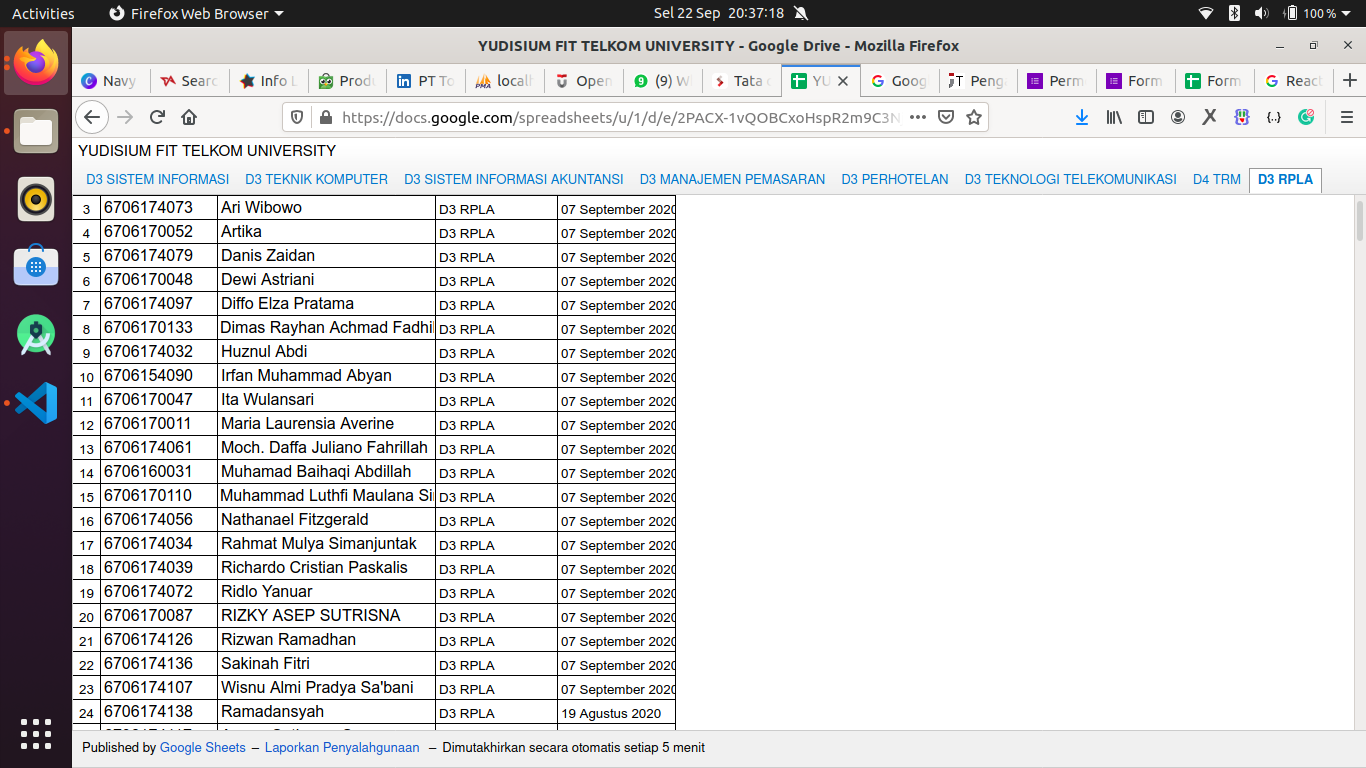 Activities Firefox Web Browser Sel 22 Sep 20:37:18 100 %
YUDISIUM FIT TELKOM UNIVERSITY - Google Drive - Mozilla Firefox
Navy Searc Info L Produ PT To local PMA Open (9) W Tata YU Goog Penga Perm Form Form React
https://docs.google.com/spreadsheets/u/1/d/e/2PACX-1vQOBCxoHspR2m9C3N
YUDISIUM FIT TELKOM UNIVERSITY
D3 SISTEM INFORMASI D3 TEKNIK KOMPUTER D3 SISTEM INFORMASI AKUNTANSI D3 MANAJEMEN PEMASARAN D3 PERHOTELAN D3 TEKNOLOGI TELEKOMUNIKASI D4 TRM D3 RPLA
3 6706174073 Ari Wibowo D3 RPLA 07 September 2020
4 6706170052 Artika D3 RPLA 07 September 2020
5 6706174079 Danis Zaidan D3 RPLA 07 September 2020
6 6706170048 Dewi Astriani D3 RPLA 07 September 2020
7 6706174097 Diffo Elza Pratama D3 RPLA 07 September 2020
8 6706170133 Dimas Rayhan Achmad Fadhil D3 RPLA 07 September 2020
9 6706174032 Huznul Abdi D3 RPLA 07 September 2020
10 6706154090 Irfan Muhammad Abyan D3 RPLA 07 September 2020
11 6706170047 Ita Wulansari D3 RPLA 07 September 2020
12 6706170011 Maria Laurensia Averine D3 RPLA 07 September 2020
13 6706174061 Moch. Daffa Juliano Fahrillah D3 RPLA 07 September 2020
14 6706160031 Muhamad Baihaqi Abdillah D3 RPLA 07 September 2020
15 6706170110 Muhammad Luthfi Maulana Si D3 RPLA 07 September 2020
16 6706174056 Nathanael Fitzgerald D3 RPLA 07 September 2020
17 6706174034 Rahmat Mulya Simanjuntak D3 RPLA 07 September 2020
18 6706174039 Richardo Cristian Paskalis D3 RPLA 07 September 2020
19 6706174072 Ridlo Yanuar D3 RPLA 07 September 2020
20 6706170087 RIZKY ASEP SUTRISNA D3 RPLA 07 September 2020
21 6706174126 Rizwan Ramadhan D3 RPLA 07 September 2020
22 6706174136 Sakinah Fitri D3 RPLA 07 September 2020
23 6706174107 Wisnu Almi Pradya Sa'bani D3 RPLA 07 September 2020
24 6706174138 Ramadansyah D3 RPLA 19 Agustus 2020
Published by Google Sheets – Laporkan Penyalahgunaan – Dimutakhirkan secara otomatis setiap 5 menit